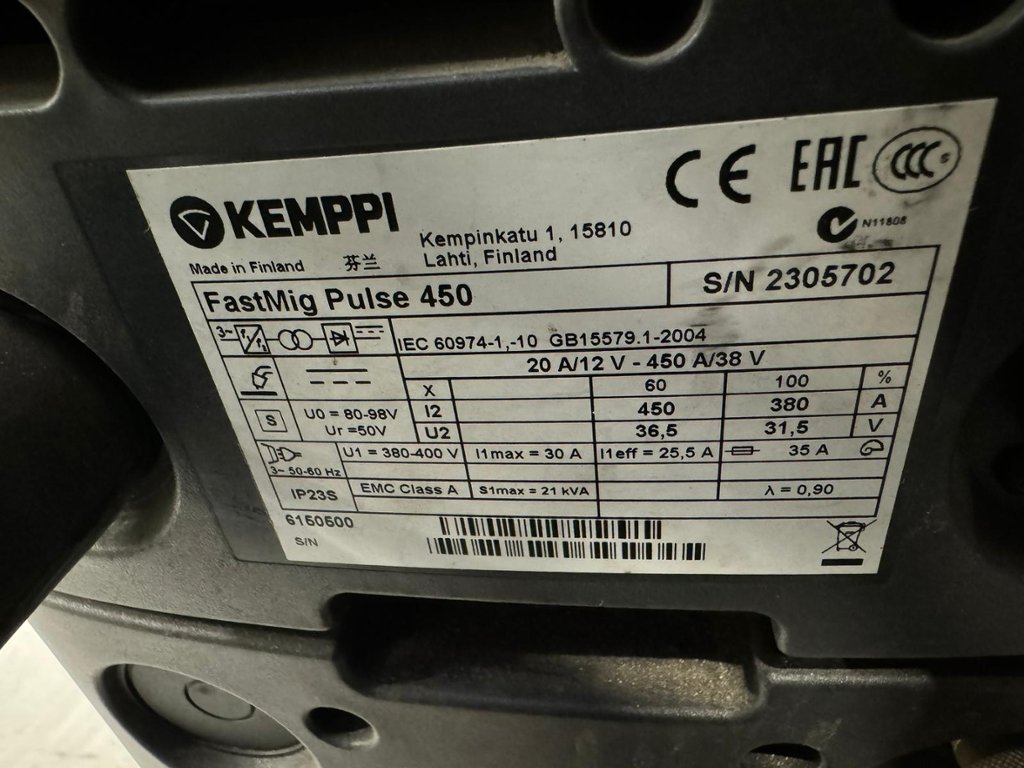 KEMPPI
Kempinkatu 1, 15810
Lahti, Finland
Made in Finland 芬兰
CE EAC CCC S
N11808
FastMig Pulse 450
S/N 2305702
3~
IEC 60974-1,-10 GB15579.1-2004
20 A/12 V - 450 A/38 V
X 60 100 %
S
U0 = 80-98V
Ur =50V
I2 450 380 A
U2 36,5 31,5 V
3~ 50-60 Hz
U1 = 380-400 V I1max = 30 A I1eff = 25,5 A 35 A
IP23S EMC Class A S1max = 21 kVA λ = 0,90
6150500
S/N